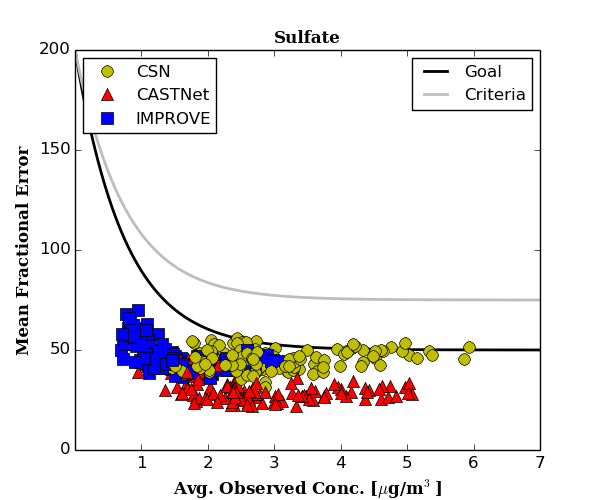 Sulfate
200
150
100
50
0
Mean Fractional Error
CSN
CASTNet
IMPROVE
Goal
Criteria
1 2 3 4 5 6 7
Avg. Observed Conc. [μg/m³ ]